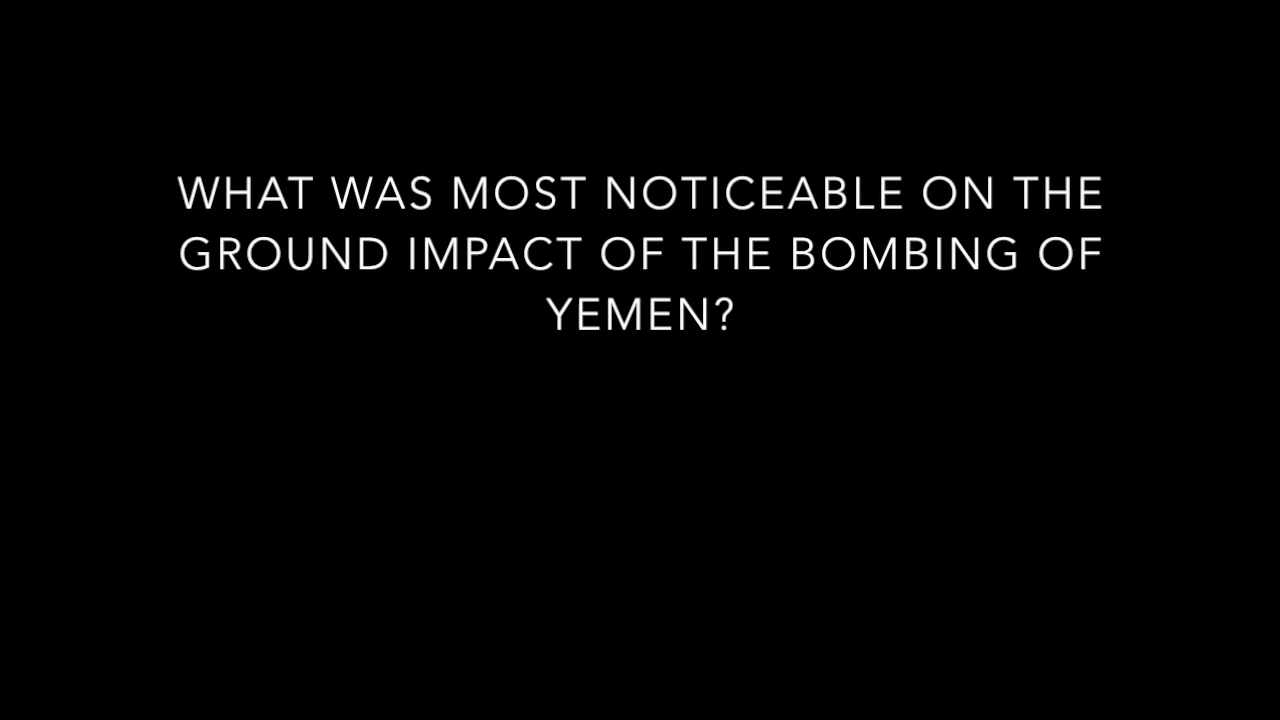 WHAT WAS MOST NOTICEABLE ON THE
GROUND IMPACT OF THE BOMBING OF
YEMEN?